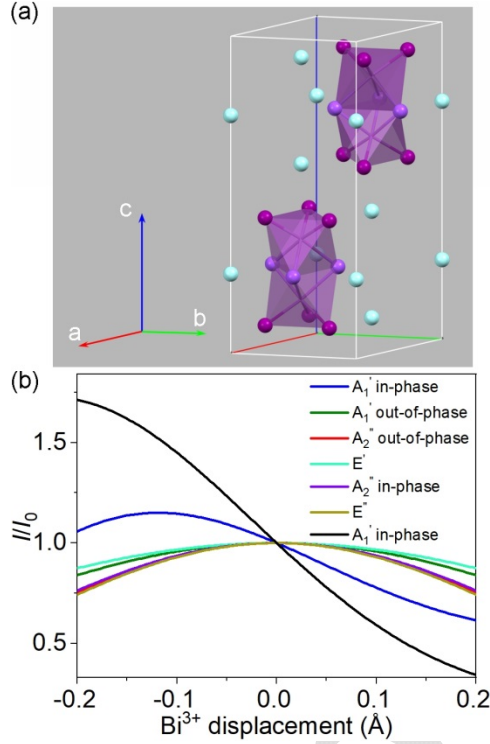 (a)
c
a
b
(b)
A₁' in-phase
A₁' out-of-phase
A₂" out-of-phase
E'
A₂" in-phase
E"
A₁' in-phase
1.5
1.0
0.5
I/I₀
-0.2 -0.1 0.0 0.1 0.2
Bi³⁺ displacement (Å)